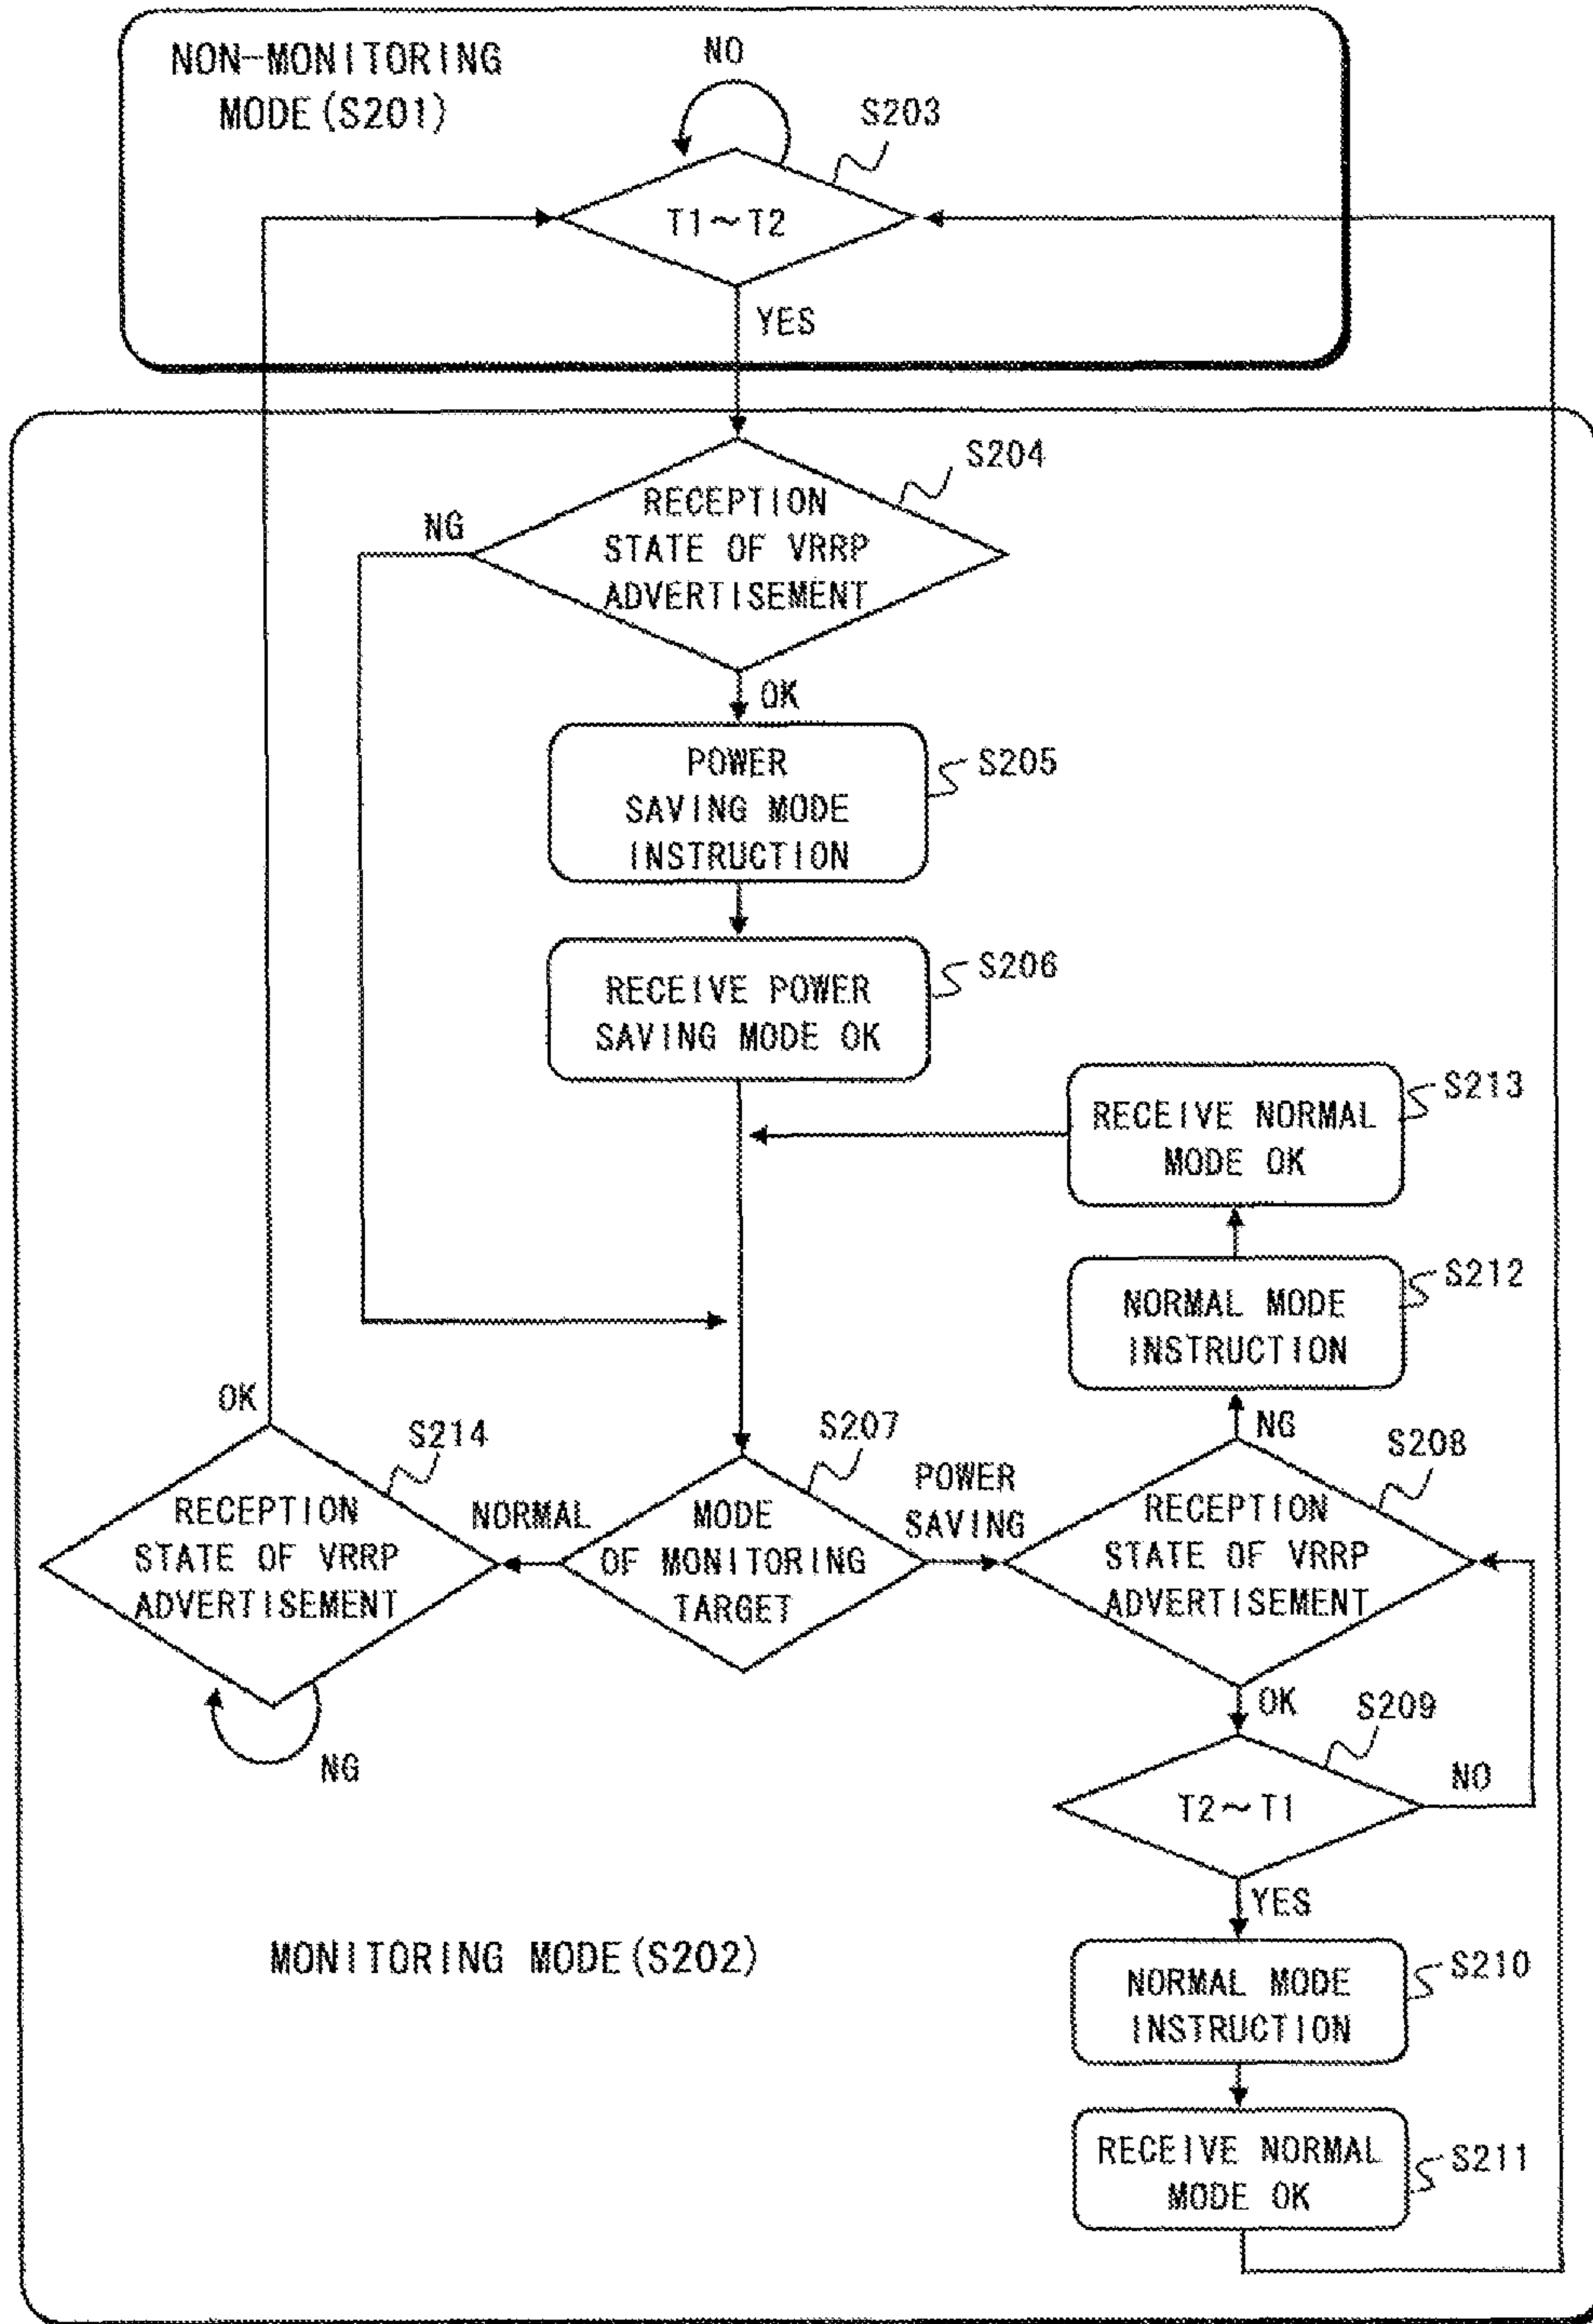 NON-MONITORING
MODE(S201)
NO
S203
T1~T2
YES
S204
RECEPTION
STATE OF VRRP
ADVERTISEMENT
NG
OK
POWER
SAVING MODE
INSTRUCTION
S205
RECEIVE POWER
SAVING MODE OK
S206
RECEIVE NORMAL
MODE OK
S213
NORMAL MODE
INSTRUCTION
S212
OK
S214
RECEPTION
STATE OF VRRP
ADVERTISEMENT
NG
NORMAL
S207
MODE
OF MONITORING
TARGET
POWER
SAVING
NG
S208
RECEPTION
STATE OF VRRP
ADVERTISEMENT
OK
S209
T2~T1
NO
YES
MONITORING MODE(S202)
NORMAL MODE
INSTRUCTION
S210
RECEIVE NORMAL
MODE OK
S211